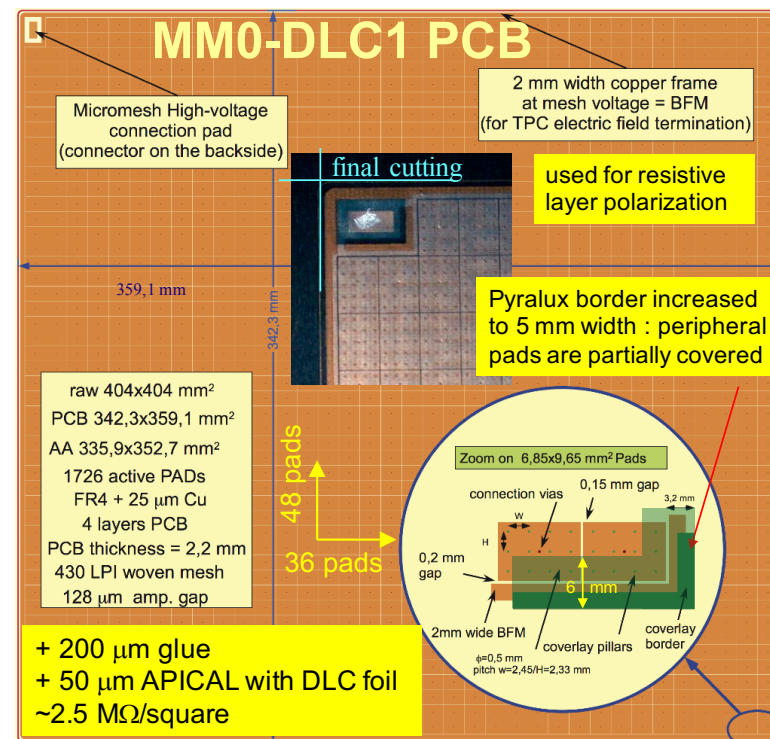 MM0-DLC1 PCB
Micromesh High-voltage
connection pad
(connector on the backside)
2 mm width copper frame
at mesh voltage = BFM
(for TPC electric field termination)
final cutting
used for resistive
layer polarization
359,1 mm
342,3 mm
Pyralux border increased
to 5 mm width : peripheral
pads are partially covered
raw 404x404 mm²
PCB 342,3x359,1 mm²
AA 335,9x352,7 mm²
1726 active PADs
FR4 + 25 μm Cu
4 layers PCB
PCB thickness = 2,2 mm
430 LPI woven mesh
128 μm amp. gap
48 pads
36 pads
Zoom on 6,85x9,65 mm² Pads
connection vias
0,15 mm gap
3,2 mm
W
H
0,2 mm
gap
6 mm
2mm wide BFM
coverlay pillars
coverlay
border
ϕ=0,5 mm
pitch w=2,45/H=2,33 mm
+ 200 μm glue
+ 50 μm APICAL with DLC foil
~2.5 MΩ/square